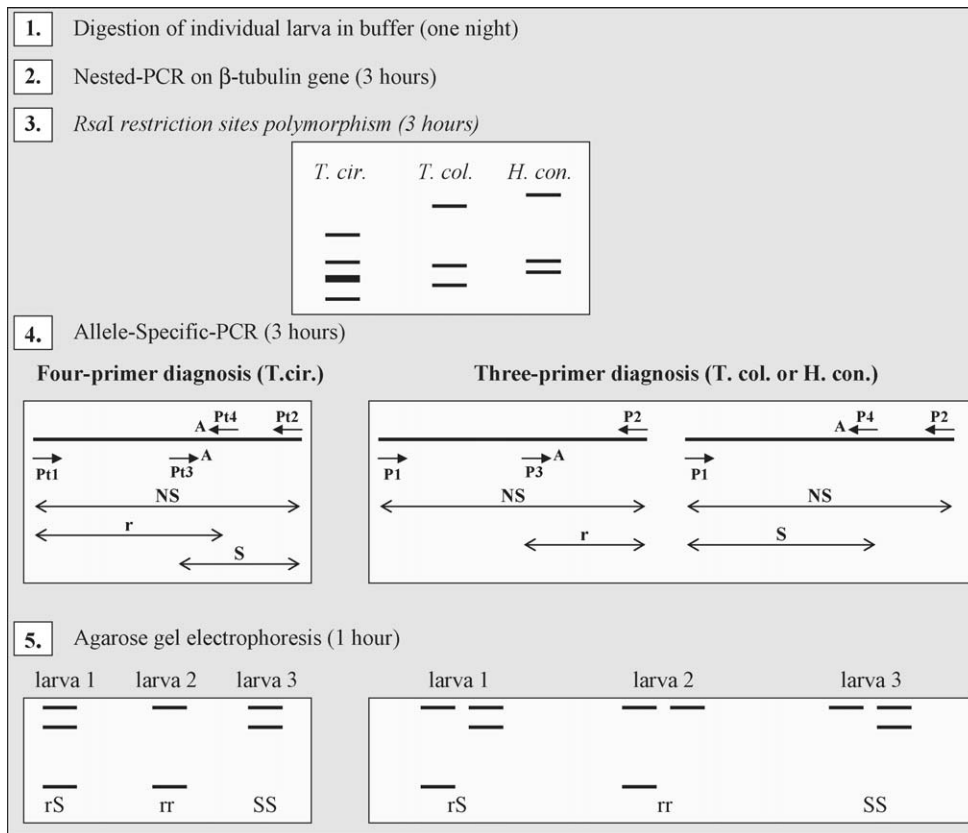 1. Digestion of individual larva in buffer (one night)
2. Nested-PCR on β-tubulin gene (3 hours)
3. RsaI restriction sites polymorphism (3 hours)
T. cir. T. col. H. con.
4. Allele-Specific-PCR (3 hours)
Four-primer diagnosis (T.cir.)
A Pt4 Pt2
Pt1 Pt3 A
NS
r
S
Three-primer diagnosis (T. col. or H. con.)
P2
P1 P3 A
NS
r
A P4 P2
P1
NS
S
5. Agarose gel electrophoresis (1 hour)
larva 1 larva 2 larva 3
rS rr SS
larva 1 larva 2 larva 3
rS rr SS